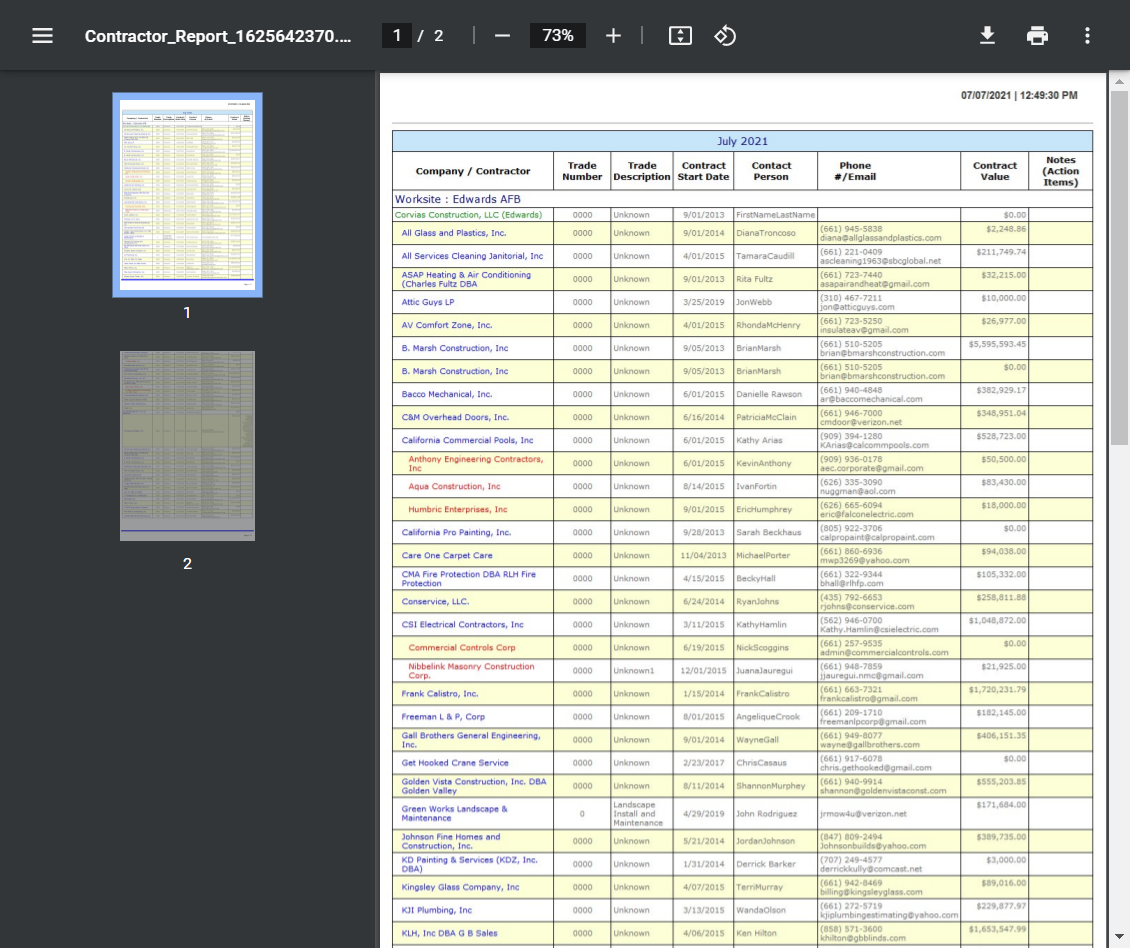 Contractor_Report_1625642370....
1 / 2
73%
07/07/2021 | 12:49:30 PM
July 2021
Company / Contractor Trade Number Trade Description Contract Start Date Contact Person Phone #/Email Contract Value Notes (Action Items)
Worksite : Edwards AFB
Corvias Construction, LLC (Edwards) 0000 Unknown 9/01/2013 FirstNameLastName $0.00
All Glass and Plastics, Inc. 0000 Unknown 9/01/2014 DianaTroncoso (661) 945-5838 $2,248.86
diana@allglassandplastics.com
All Services Cleaning Janitorial, Inc 0000 Unknown 4/01/2015 TamaraCaudill (661) 221-0409 $211,749.74
ascleaning1963@sbcglobal.net
ASAP Heating & Air Conditioning 0000 Unknown 9/01/2013 Rita Fultz (661) 723-7440 $32,215.00
(Charles Fultz DBA asapairandheat@gmail.com
Attic Guys LP 0000 Unknown 3/25/2019 JonWebb (310) 467-7211 $10,000.00
jon@atticguys.com
AV Comfort Zone, Inc. 0000 Unknown 4/01/2015 RhondaMcHenry (661) 723-5250 $26,977.00
insulateav@gmail.com
B. Marsh Construction, Inc 0000 Unknown 9/05/2013 BrianMarsh (661) 510-5205 $5,595,593.45
brian@bmarshconstruction.com
B. Marsh Construction, Inc 0000 Unknown 9/05/2013 BrianMarsh (661) 510-5205 $0.00
brian@bmarshconstruction.com
Bacco Mechanical, Inc. 0000 Unknown 6/01/2015 Danielle Rawson (661) 940-4848 $382,929.17
ar@baccomechanical.com
C&M Overhead Doors, Inc. 0000 Unknown 6/16/2014 PatriciaMcClain (661) 946-7000 $348,951.04
cmdoor@verizon.net
California Commercial Pools, Inc 0000 Unknown 6/01/2015 Kathy Arias (909) 394-1280 $528,723.00
KArias@calcommpools.com
Anthony Engineering Contractors, 0000 Unknown 6/01/2015 KevinAnthony (909) 936-0178 $50,500.00
Inc aec.corporate@gmail.com
Aqua Construction, Inc 0000 Unknown 8/14/2015 IvanFortin (626) 335-3090 $83,430.00
nuggman@aol.com
Humbric Enterprises, Inc 0000 Unknown 9/01/2015 EricHumphrey (626) 665-6094 $18,000.00
eric@falconelectric.com
California Pro Painting, Inc. 0000 Unknown 9/28/2013 Sarah Beckhaus (805) 922-3706 $0.00
calpropaint@calpropaint.com
Care One Carpet Care 0000 Unknown 11/04/2013 MichaelPorter (661) 860-6936 $94,038.00
mwp3269@yahoo.com
CMA Fire Protection DBA RLH Fire 0000 Unknown 4/15/2015 BeckyHall (661) 322-9344 $105,332.00
Protection bhall@rlhfp.com
Conservice, LLC. 0000 Unknown 6/24/2014 RyanJohns (435) 792-6653 $258,811.88
rjohns@conservice.com
CSI Electrical Contractors, Inc 0000 Unknown 3/11/2015 KathyHamlin (562) 946-0700 $1,048,872.00
Kathy.Hamlin@csielectric.com
Commercial Controls Corp 0000 Unknown 6/19/2015 NickScoggins (661) 257-9535 $0.00
admin@commercialcontrols.com
Nibbelink Masonry Construction 0000 Unknown1 12/01/2015 JuanaJauregui (661) 948-7859 $21,925.00
Corp. jjauregui.nmc@gmail.com
Frank Calistro, Inc. 0000 Unknown 1/15/2014 FrankCalistro (661) 663-7321 $1,720,231.79
frankcalistro@gmail.com
Freeman L & P, Corp 0000 Unknown 8/01/2015 AngeliqueCrook (661) 209-1710 $182,145.00
freemanlpcorp@gmail.com
Gall Brothers General Engineering, 0000 Unknown 9/01/2014 WayneGall (661) 949-8077 $406,151.35
Inc. wayne@gallbrothers.com
Get Hooked Crane Service 0000 Unknown 2/23/2017 ChrisCasaus (661) 917-6078 $0.00
chris.gethooked@gmail.com
Golden Vista Construction, Inc. DBA 0000 Unknown 8/11/2014 ShannonMurphey (661) 940-9914 $555,203.85
Golden Valley shannon@goldenvistaconst.com
Green Works Landscape & Maintenance 0 Landscape Install and Maintenance 4/29/2019 John Rodriguez jrmow4u@verizon.net $171,684.00
Johnson Fine Homes and 0000 Unknown 5/21/2014 JordanJohnson (847) 809-2494 $389,735.00
Construction, Inc. Johnsonbuilds@yahoo.com
KD Painting & Services (KDZ, Inc. 0000 Unknown 1/31/2014 Derrick Barker (707) 249-4577 $3,000.00
DBA) derrickkully@comcast.net
Kingsley Glass Company, Inc 0000 Unknown 4/07/2015 TerriMurray (661) 942-8469 $89,016.00
billing@kingsleyglass.com
KJI Plumbing, Inc 0000 Unknown 3/13/2015 WandaOlson (661) 272-5719 $229,877.97
kjiplumbingestimating@yahoo.com
KLH, Inc DBA G B Sales 0000 Unknown 4/06/2015 Ken Hilton (858) 571-3600 $1,653,547.99
khilton@gbblinds.com
1
2